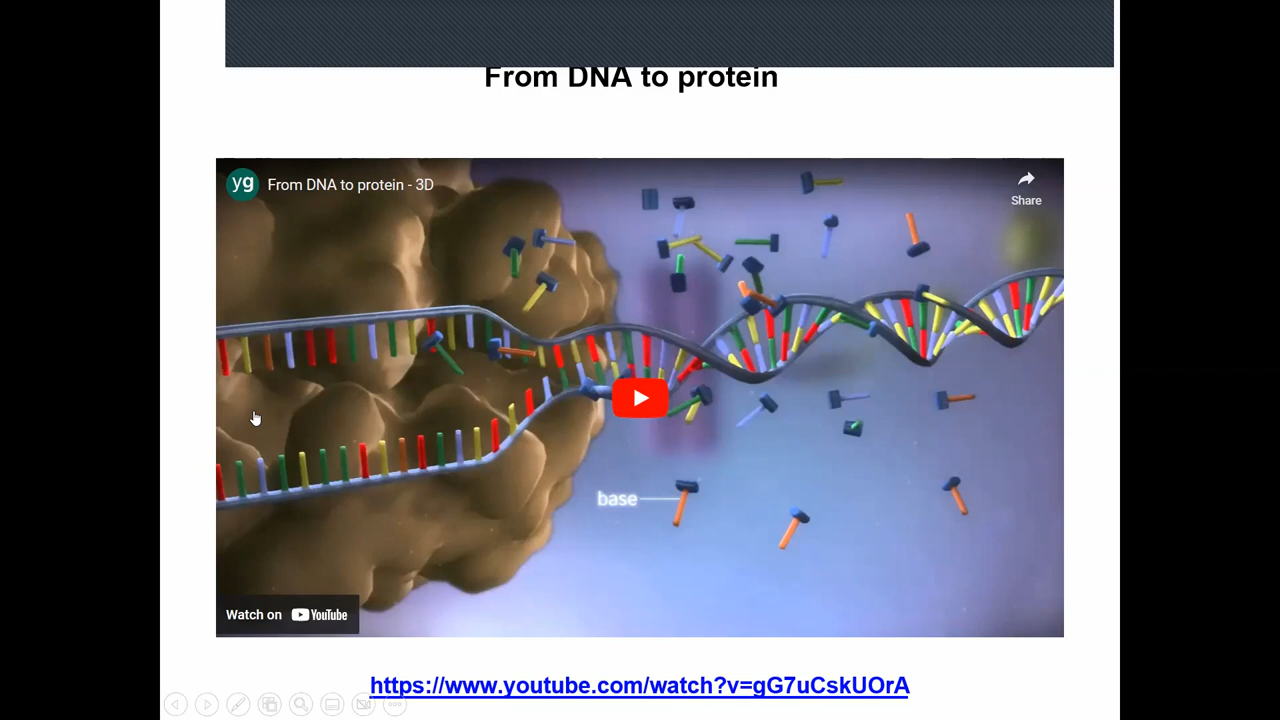 From DNA to protein
yg From DNA to protein - 3D
Share
base
Watch on YouTube
https://www.youtube.com/watch?v=gG7uCskUOrA